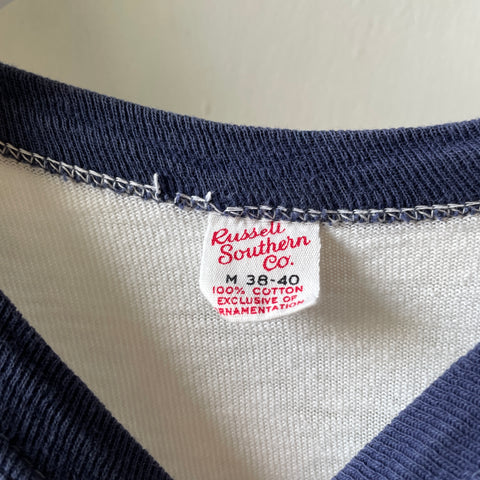 Russell
Southern
Co.
M 38-40
100% COTTON
EXCLUSIVE OF
ORNAMENTATION